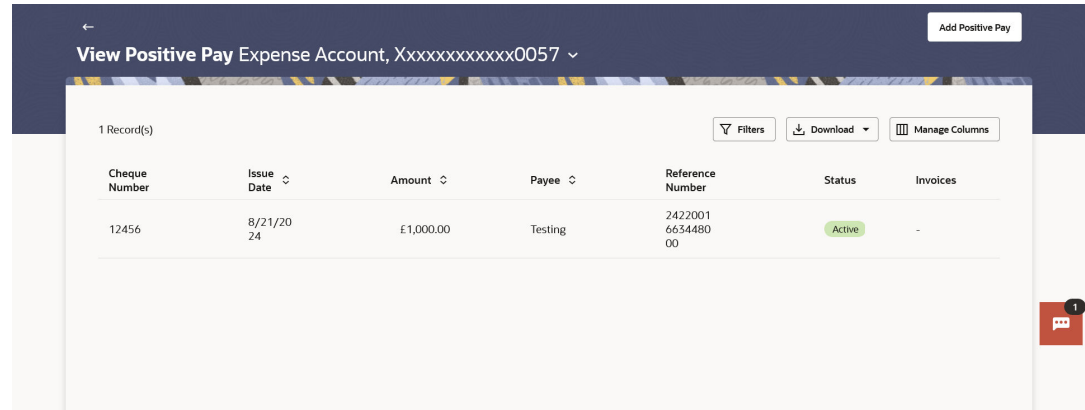 Add Positive Pay
View Positive Pay Expense Account, Xxxxxxxxxxxx0057
1 Record(s)
Filters
Download
Manage Columns
Cheque
Number
Issue
Date
Amount
Payee
Reference
Number
Status
Invoices
12456
8/21/20
24
£1,000.00
Testing
2422001
6634480
00
Active
-
1